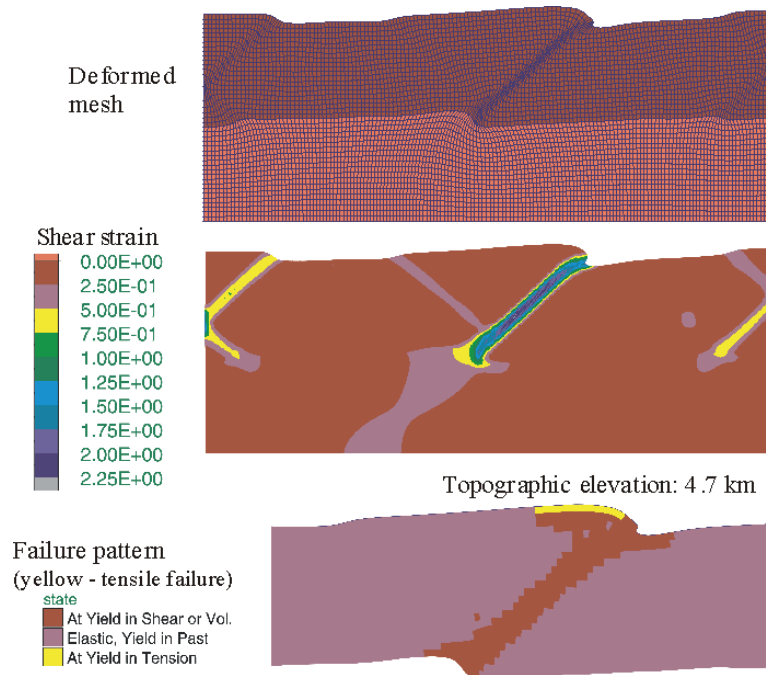 Deformed
mesh
Shear strain
0.00E+00
2.50E-01
5.00E-01
7.50E-01
1.00E+00
1.25E+00
1.50E+00
1.75E+00
2.00E+00
2.25E+00
Topographic elevation: 4.7 km
Failure pattern
(yellow - tensile failure)
state
At Yield in Shear or Vol.
Elastic, Yield in Past
At Yield in Tension